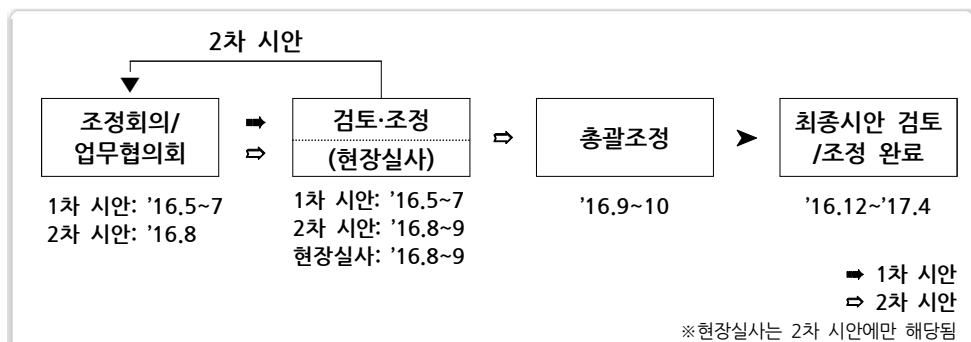 2차 시안
조정회의/
업무협의회
➡
⇨
검토·조정
(현장실사)
⇨
총괄조정
➤
최종시안 검토
/조정 완료
1차 시안: '16.5~7
2차 시안: '16.8
1차 시안: '16.5~7
2차 시안: '16.8~9
현장실사: '16.8~9
'16.9~10
'16.12~'17.4
➡ 1차 시안
⇨ 2차 시안
※현장실사는 2차 시안에만 해당됨